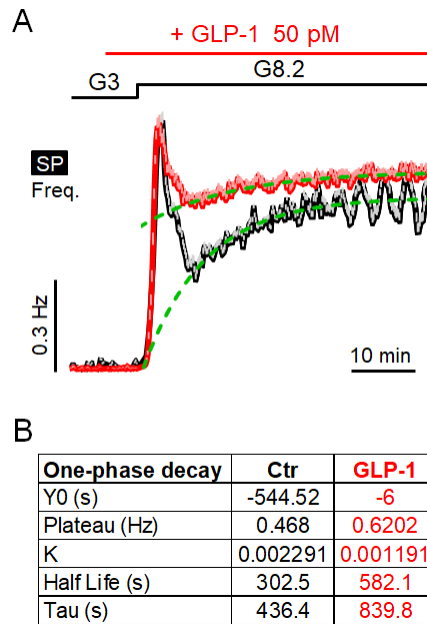 A
+ GLP-1 50 pM
G3
G8.2
SP
Freq.
0.3 Hz
10 min
B
One-phase decay Ctr GLP-1
Y0 (s) -544.52 -6
Plateau (Hz) 0.468 0.6202
K 0.002291 0.001191
Half Life (s) 302.5 582.1
Tau (s) 436.4 839.8